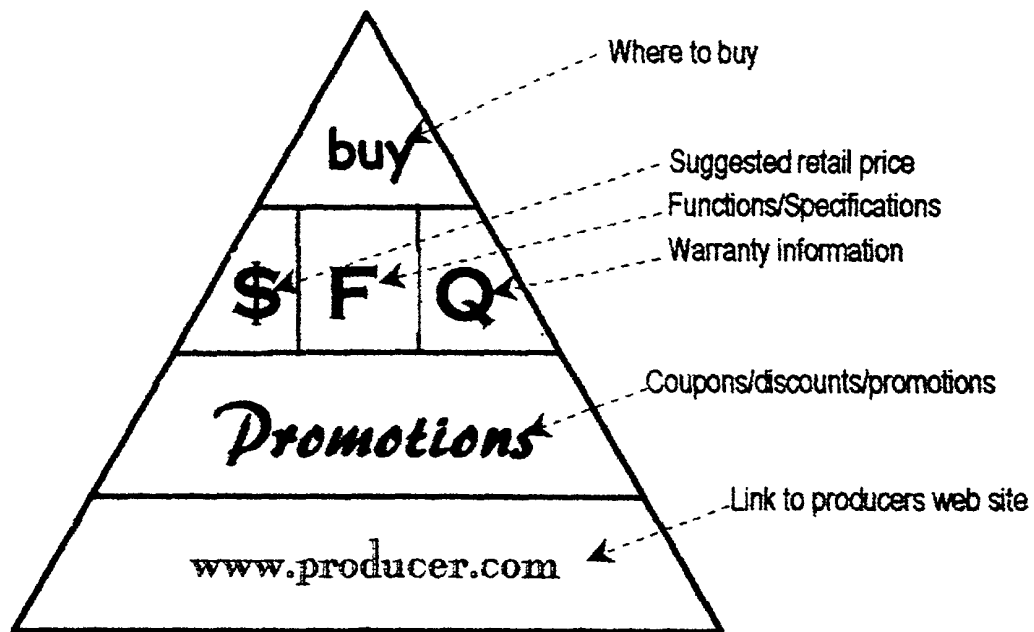 Where to buy
buy
Suggested retail price
Functions/Specifications
Warranty information
$ F Q
Coupons/discounts/promotions
Promotions
Link to producers web site
www.producer.com